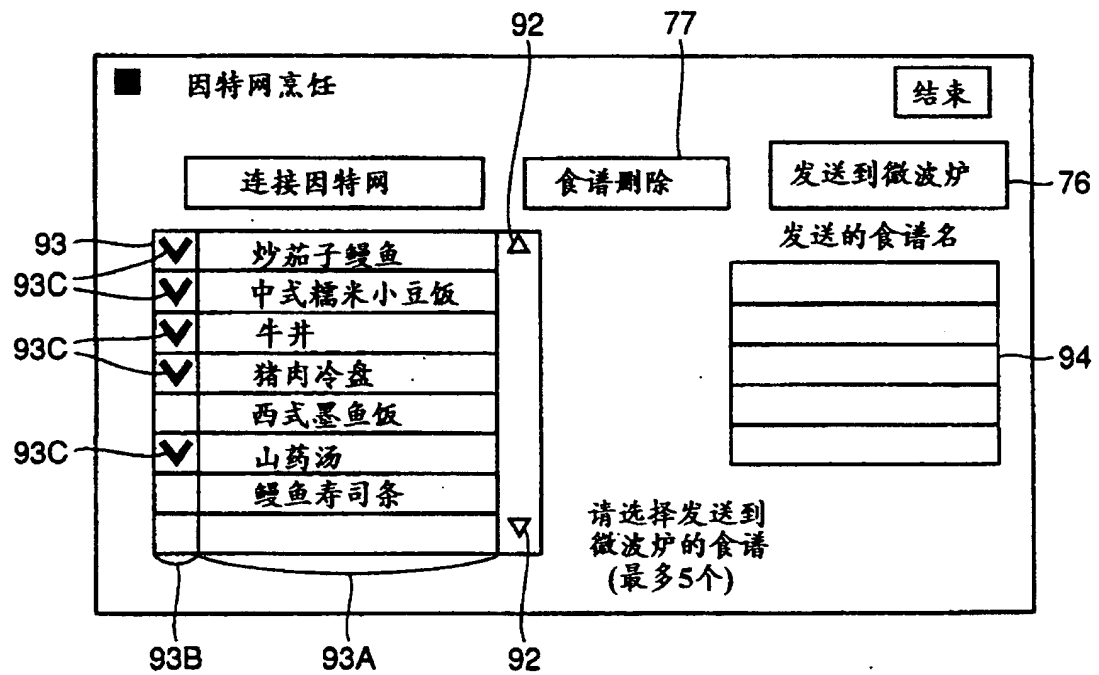 92
77
因特网烹任
结束
连接因特网
食谱删除
发送到微波炉
76
发送的食谱名
93
93C
93C
93C
炒茄子鳗鱼
中式糯米小豆饭
牛井
猪肉冷盘
西式墨鱼饭
山药汤
鳗鱼寿司条
94
请选择发送到
微波炉的食谱
(最多5个)
93B
93A
92